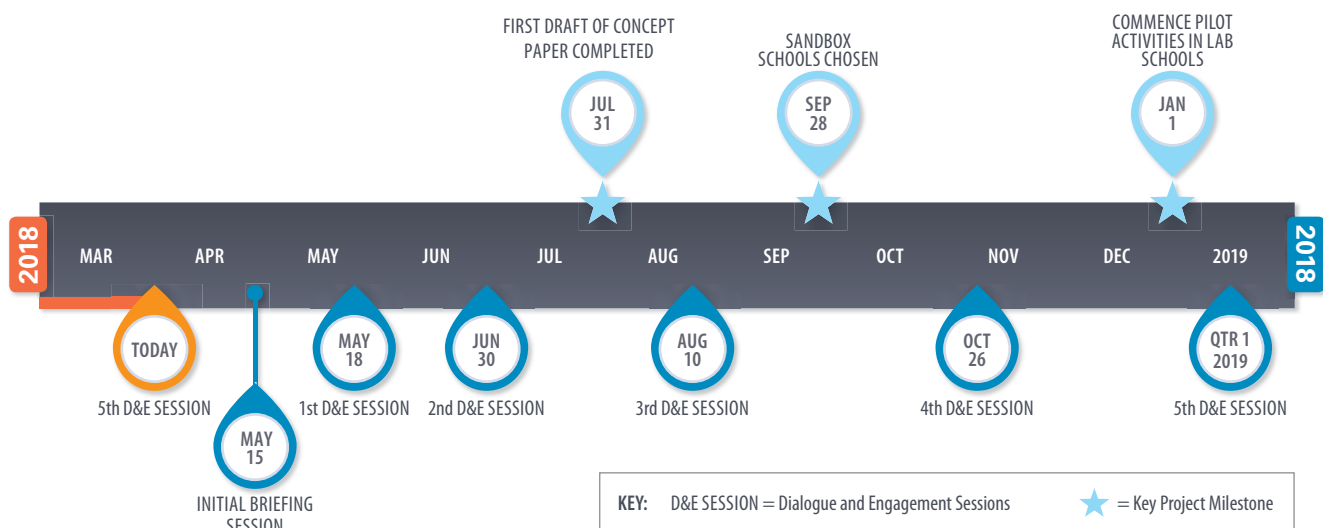 FIRST DRAFT OF CONCEPT
PAPER COMPLETED
JUL
31
SANDBOX
SCHOOLS CHOSEN
SEP
28
COMMENCE PILOT
ACTIVITIES IN LAB
SCHOOLS
JAN
1
2018
MAR APR MAY JUN JUL AUG SEP OCT NOV DEC 2019
2018
TODAY
5th D&E SESSION
MAY
15
INITIAL BRIEFING
SESSION
MAY
18
1st D&E SESSION
JUN
30
2nd D&E SESSION
AUG
10
3rd D&E SESSION
OCT
26
4th D&E SESSION
QTR 1
2019
5th D&E SESSION
KEY: D&E SESSION = Dialogue and Engagement Sessions = Key Project Milestone